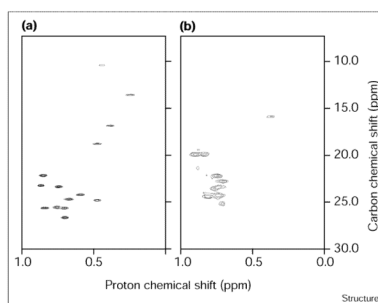 (a)
(b)
10.0
15.0
20.0
25.0
30.0
Carbon chemical shift (ppm)
1.0
0.5
1.0
0.5
0.0
Proton chemical shift (ppm)
Structure